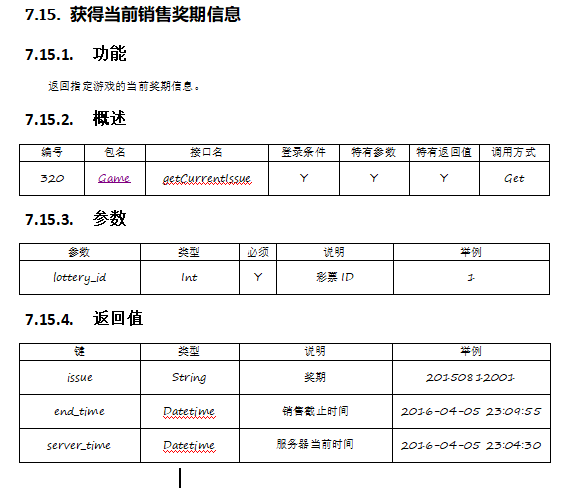 7.15. 获得当前销售奖期信息
7.15.1. 功能
返回指定游戏的当前奖期信息。
7.15.2. 概述
编号 包名 接口名 登录条件 特有参数 特有返回值 调用方式
320 Game getCurrentIssue Y Y Y Get
7.15.3. 参数
参数 类型 必须 说明 举例
lottery_id Int Y 彩票 ID 1
7.15.4. 返回值
键 类型 说明 举例
issue String 奖期 20150812001
end_time Datetime 销售截止时间 2016-04-05 23:09:55
server_time Datetime 服务器当前时间 2016-04-05 23:04:30